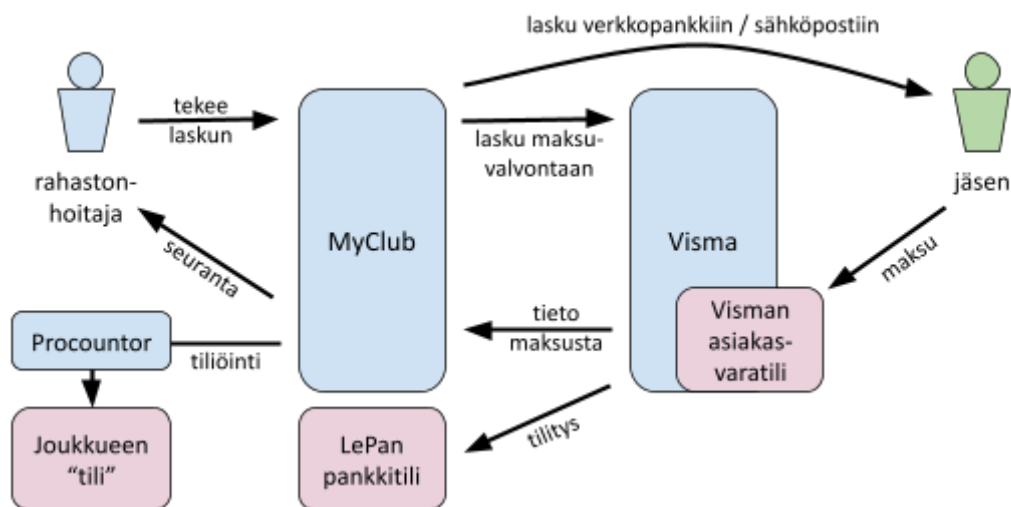 lasku verkkopankkiin / sähköpostiin
tekee
laskun
lasku maksu-
valvontaan
rahaston-
hoitaja
jäsen
MyClub
Visma
seuranta
maksu
Visman
asiakas-
varatili
tieto
maksusta
Procountor
tiliöinti
tilitys
Joukkueen
“tili”
LePan
pankkitili